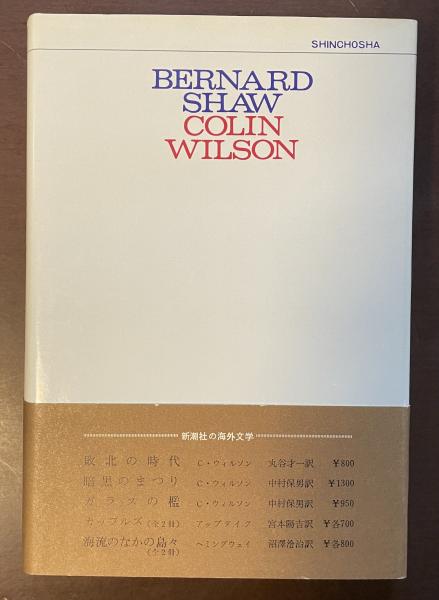 SHINCHOSHA
BERNARD
SHAW
COLIN
WILSON
新潮社の海外文学
敗北の時代 C・ウィルソン 丸谷才一訳 ¥800
暗黒のまつり C・ウィルソン 中村保男訳 ¥1300
ガラスの檻 C・ウィルソン 中村保男訳 ¥950
カップルズ(全2冊) アップダイク 宮本陽吉訳 ¥各700
海流のなかの島々 ヘミングウェイ 沼澤洽治訳 ¥各800
(全2冊)